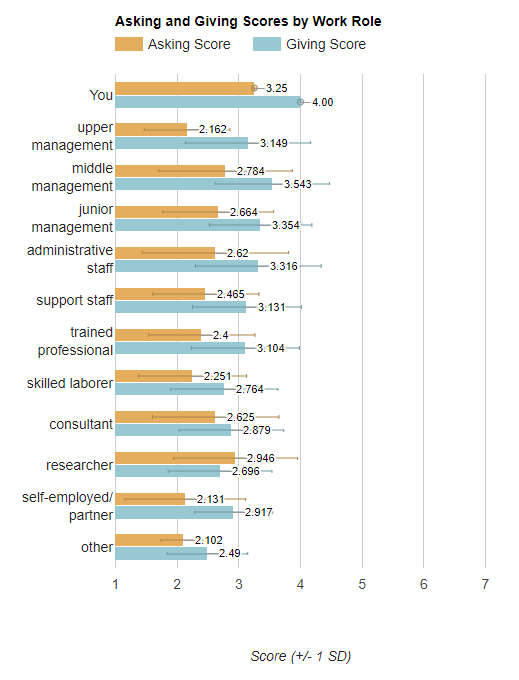 Asking and Giving Scores by Work Role
Asking Score Giving Score
You
3.25
4.00
upper
management
2.162
3.149
middle
management
2.784
3.543
junior
management
2.664
3.354
administrative
staff
2.62
3.316
support staff
2.465
3.131
trained
professional
2.4
3.104
skilled laborer
2.251
2.764
consultant
2.625
2.879
researcher
2.946
2.696
self-employed/
partner
2.131
2.917
other
2.102
2.49
1 2 3 4 5 6 7
Score (+/- 1 SD)